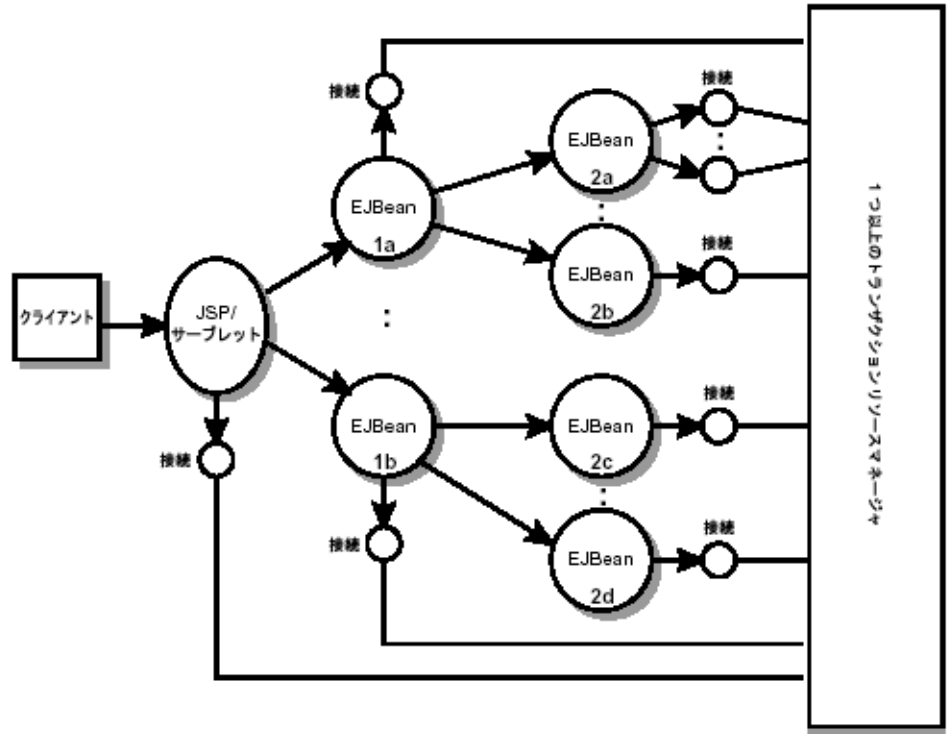 クライアント
JSP/
サーブレット
接続
接続
EJBean
1a
EJBean
1b
接続
EJBean
2a
EJBean
2b
EJBean
2c
EJBean
2d
接続
接続
接続
接続
1つ以上のトランザクションリソースマネージャ